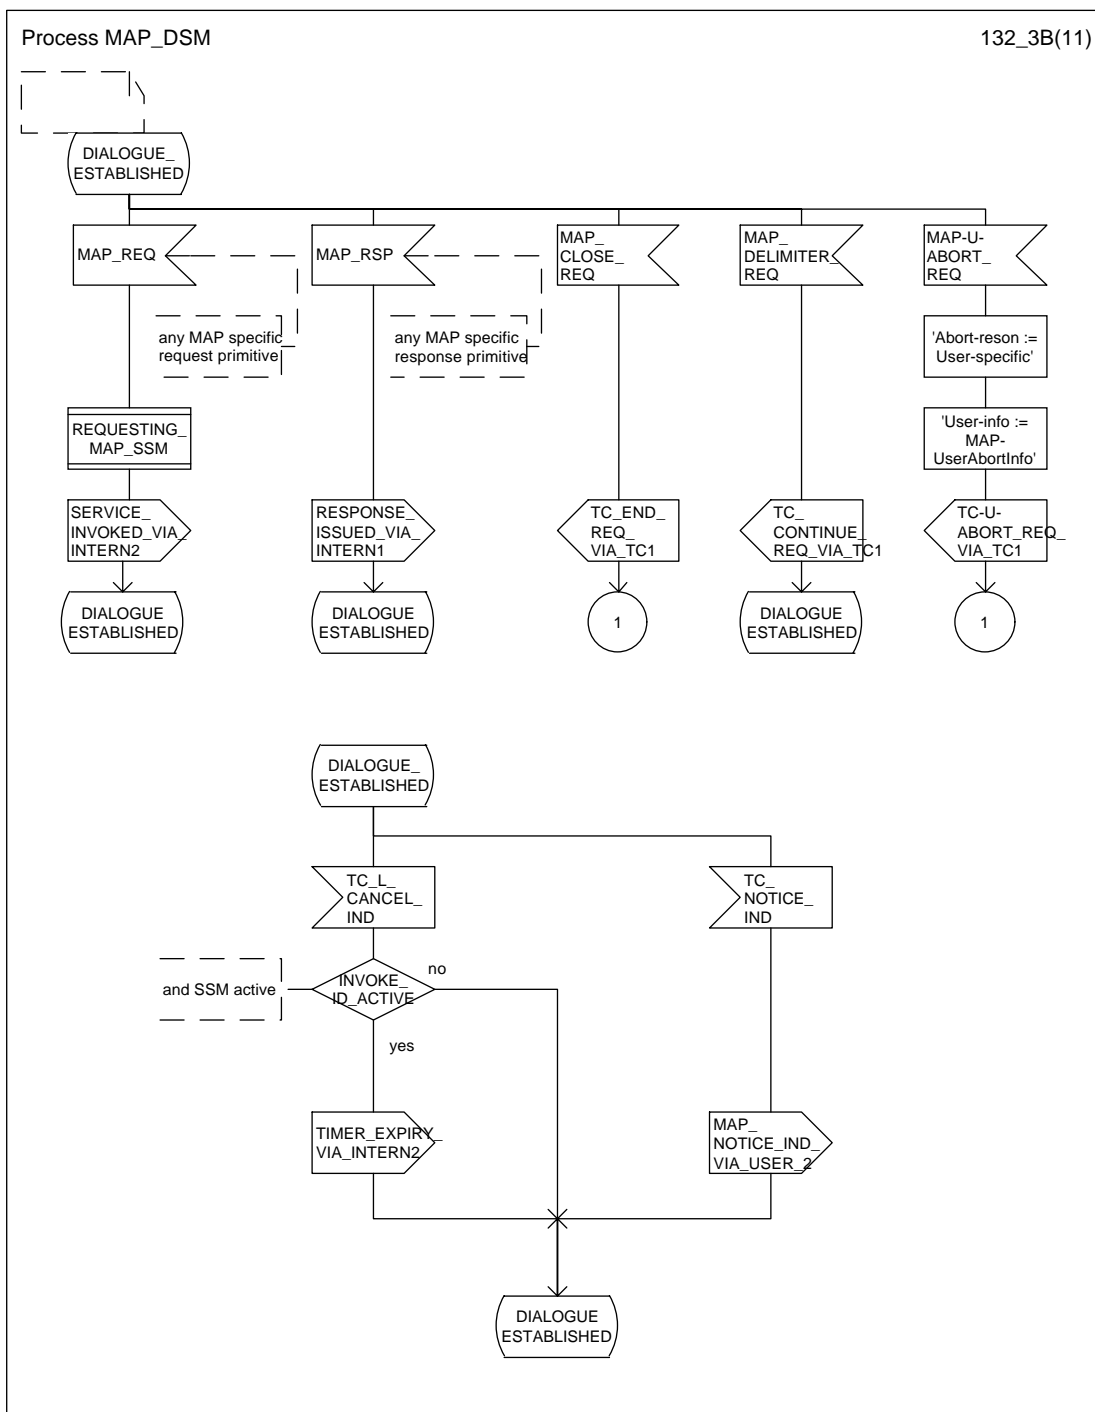 Process MAP_DSM
132_3B(11)
DIALOGUE_
ESTABLISHED
MAP_REQ
MAP_RSP
MAP_
CLOSE_
REQ
MAP_
DELIMITER_
REQ
MAP-U-
ABORT_
REQ
any MAP specific
request primitive
any MAP specific
response primitive
'Abort-reson :=
User-specific'
REQUESTING_
MAP_SSM
'User-info :=
MAP-
UserAbortInfo'
SERVICE_
INVOKED_VIA_
INTERN2
RESPONSE_
ISSUED_VIA_
INTERN1
TC_END_
REQ_
VIA_TC1
TC_
CONTINUE_
REQ_VIA_TC1
TC-U-
ABORT_REQ_
VIA_TC1
DIALOGUE
ESTABLISHED
DIALOGUE
ESTABLISHED
1
DIALOGUE
ESTABLISHED
1
DIALOGUE_
ESTABLISHED
TC_L_
CANCEL_
IND
TC_
NOTICE_
IND
and SSM active
INVOKE_
ID_ACTIVE
no
yes
TIMER_EXPIRY_
VIA_INTERN2
MAP_
NOTICE_IND_
VIA_USER_2
DIALOGUE
ESTABLISHED